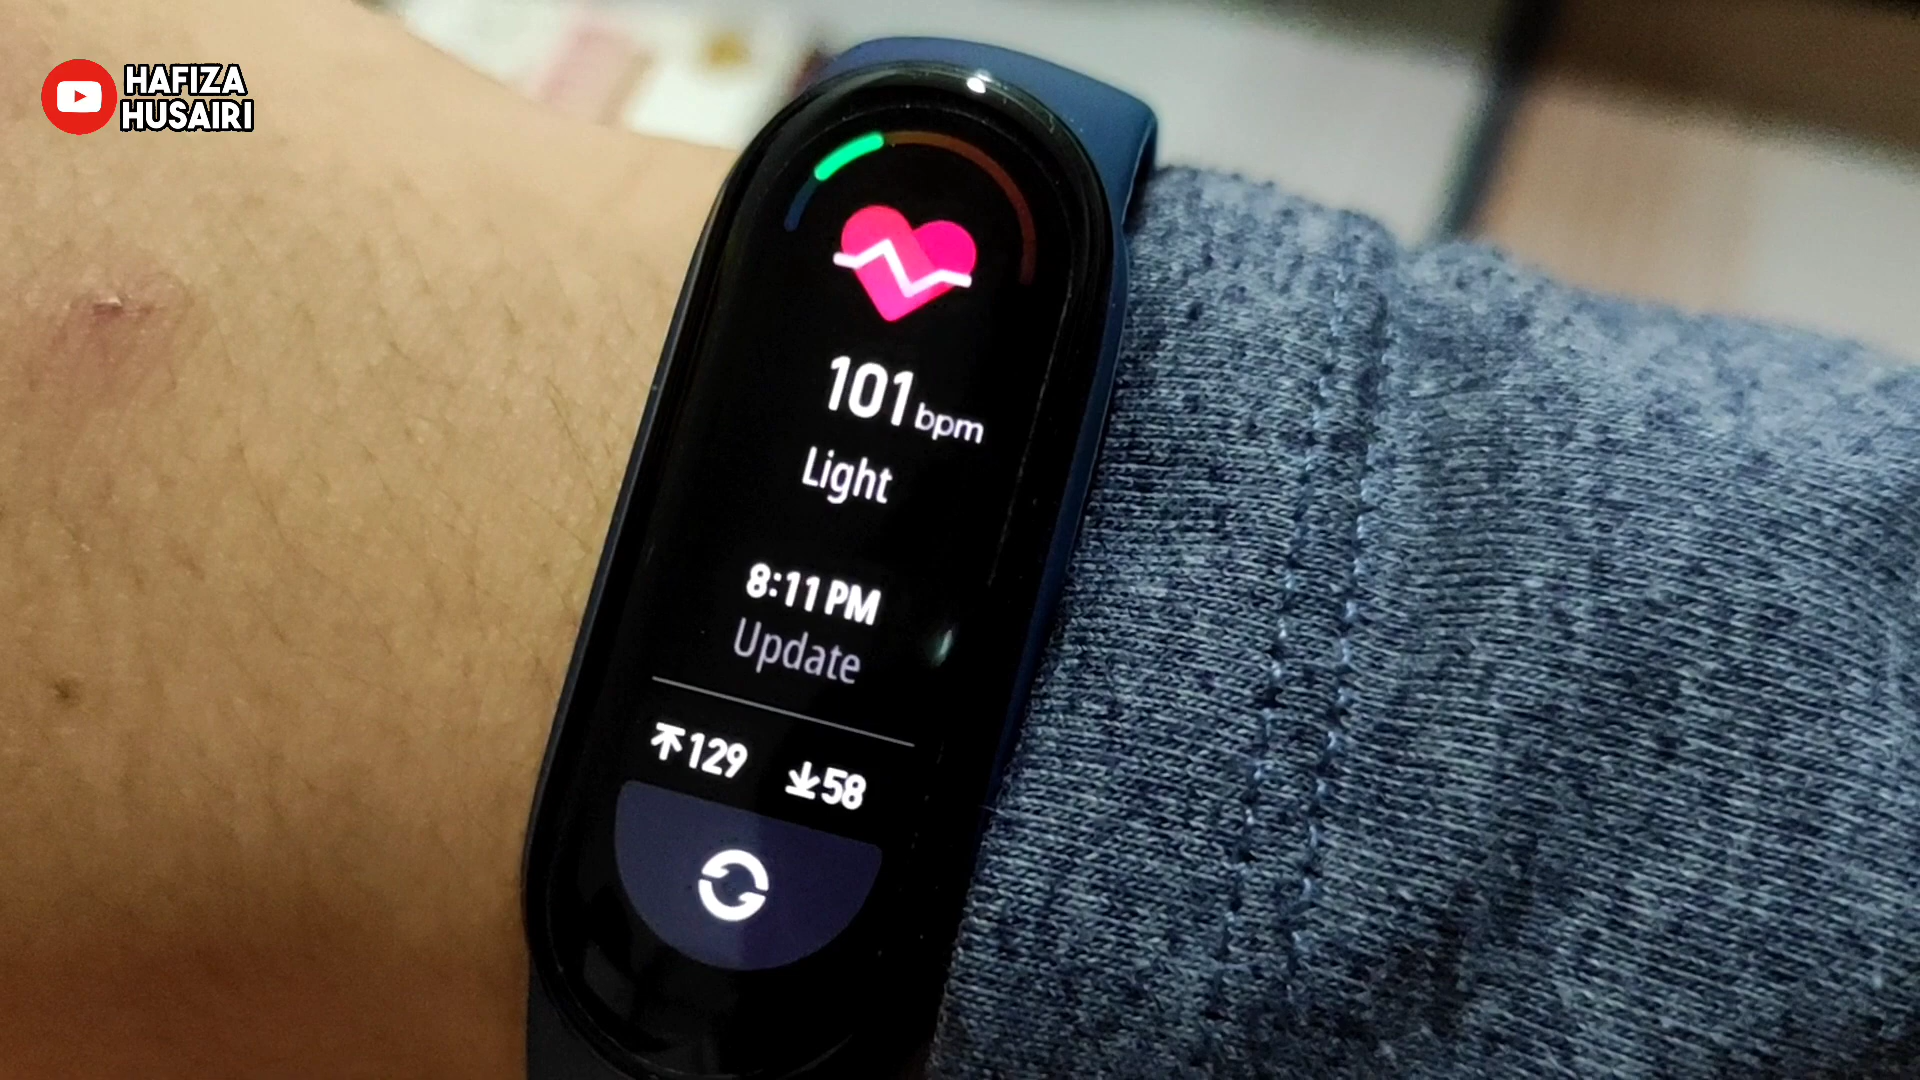 HAFIZA
HUSAIRI
101 bpm
Light
8:11 PM
Update
129 58